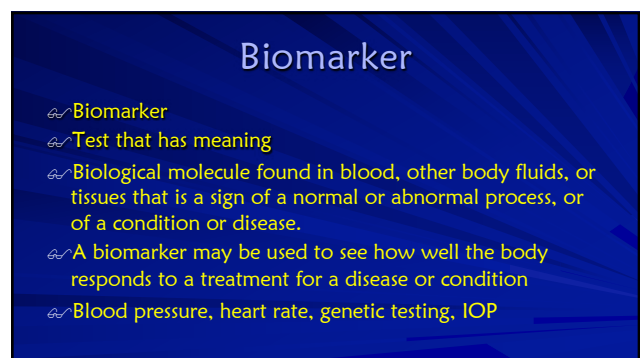 Biomarker
Biomarker
Test that has meaning
Biological molecule found in blood, other body fluids, or
tissues that is a sign of a normal or abnormal process, or
of a condition or disease.
A biomarker may be used to see how well the body
responds to a treatment for a disease or condition
Blood pressure, heart rate, genetic testing, IOP